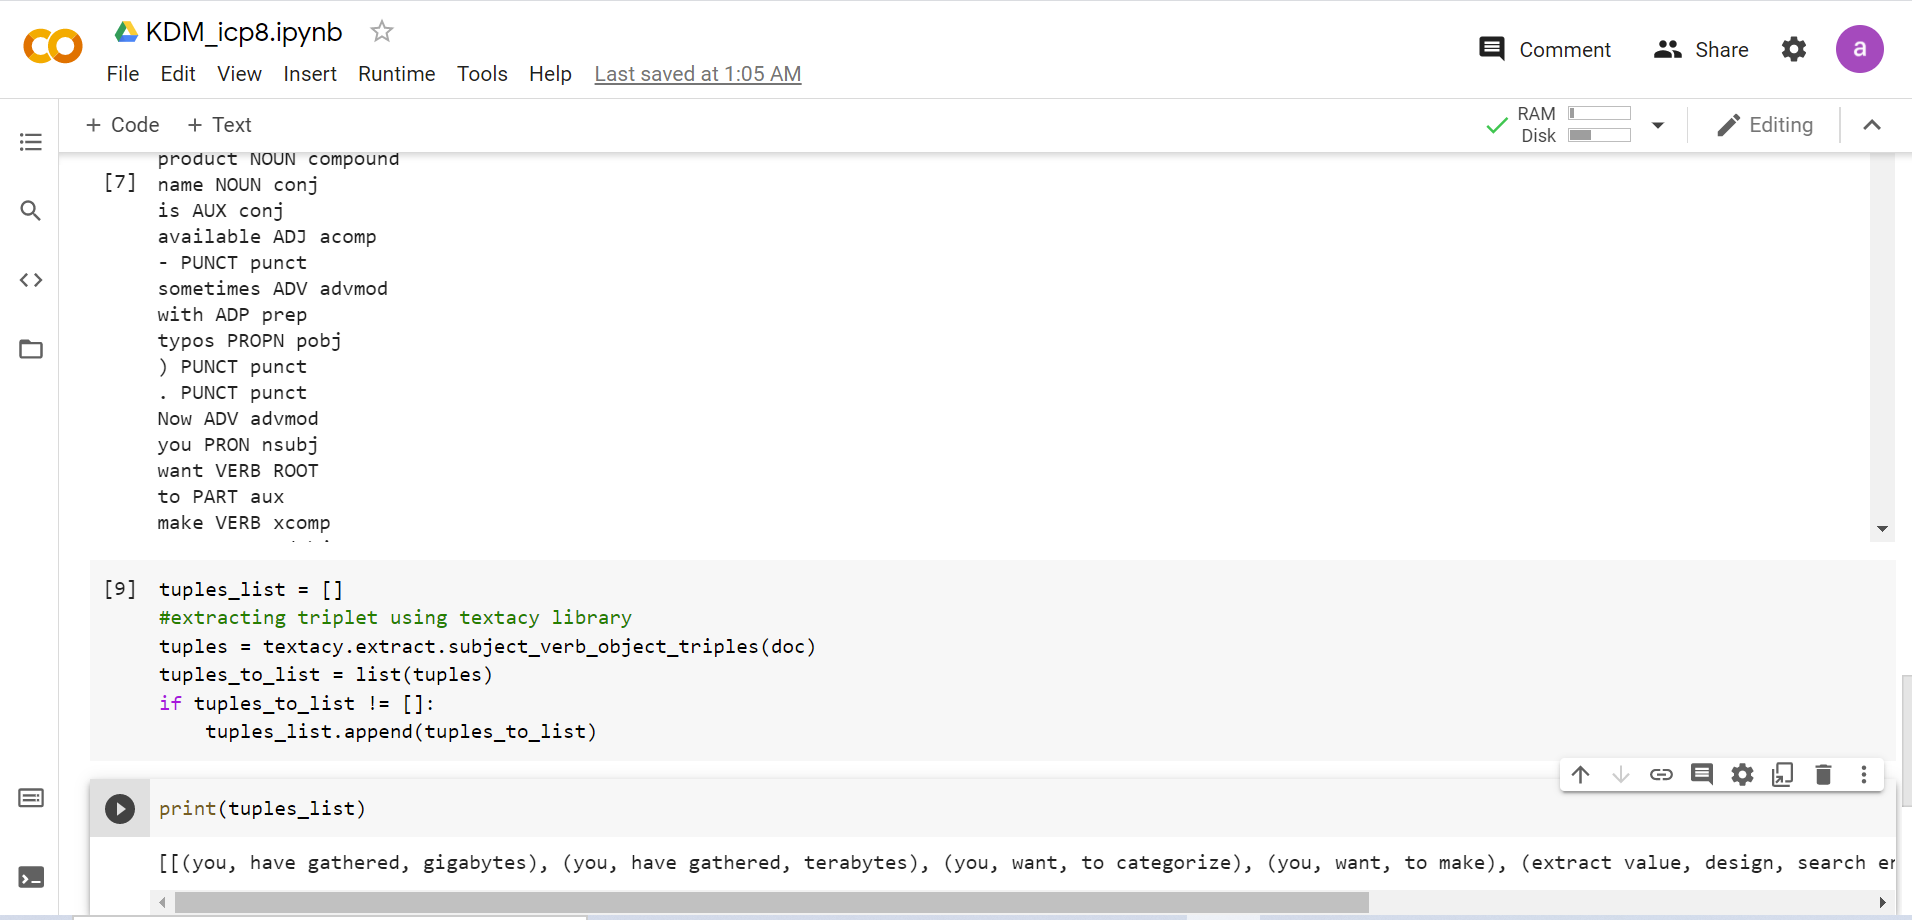 KDM_icp8.ipynb
Comment
Share
a
File Edit View Insert Runtime Tools Help Last saved at 1:05 AM
+ Code + Text
RAM
Disk
Editing
product NOUN compound
[7] name NOUN conj
is AUX conj
available ADJ acomp
- PUNCT punct
sometimes ADV advmod
with ADP prep
typos PROPN pobj
) PUNCT punct
. PUNCT punct
Now ADV advmod
you PRON nsubj
want VERB ROOT
to PART aux
make VERB xcomp
[9] tuples_list = []
#extracting triplet using textacy library
tuples = textacy.extract.subject_verb_object_triples(doc)
tuples_to_list = list(tuples)
if tuples_to_list != []:
    tuples_list.append(tuples_to_list)
print(tuples_list)
[[(you, have gathered, gigabytes), (you, have gathered, terabytes), (you, want, to categorize), (you, want, to make), (extract value, design, search